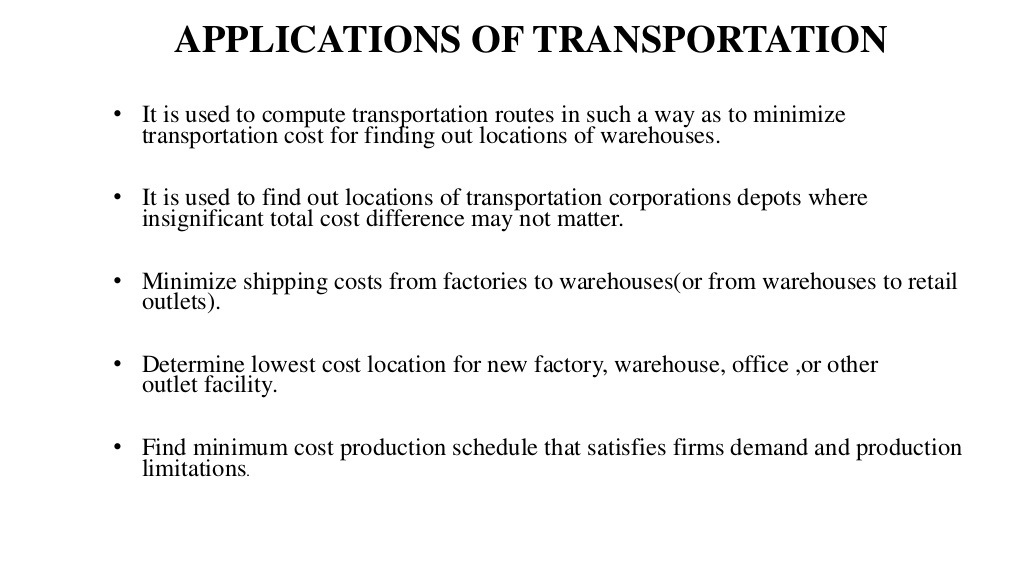 APPLICATIONS OF TRANSPORTATION
• It is used to compute transportation routes in such a way as to minimize
transportation cost for finding out locations of warehouses.
• It is used to find out locations of transportation corporations depots where
insignificant total cost difference may not matter.
• Minimize shipping costs from factories to warehouses(or from warehouses to retail
outlets).
• Determine lowest cost location for new factory, warehouse, office ,or other
outlet facility.
• Find minimum cost production schedule that satisfies firms demand and production
limitations.